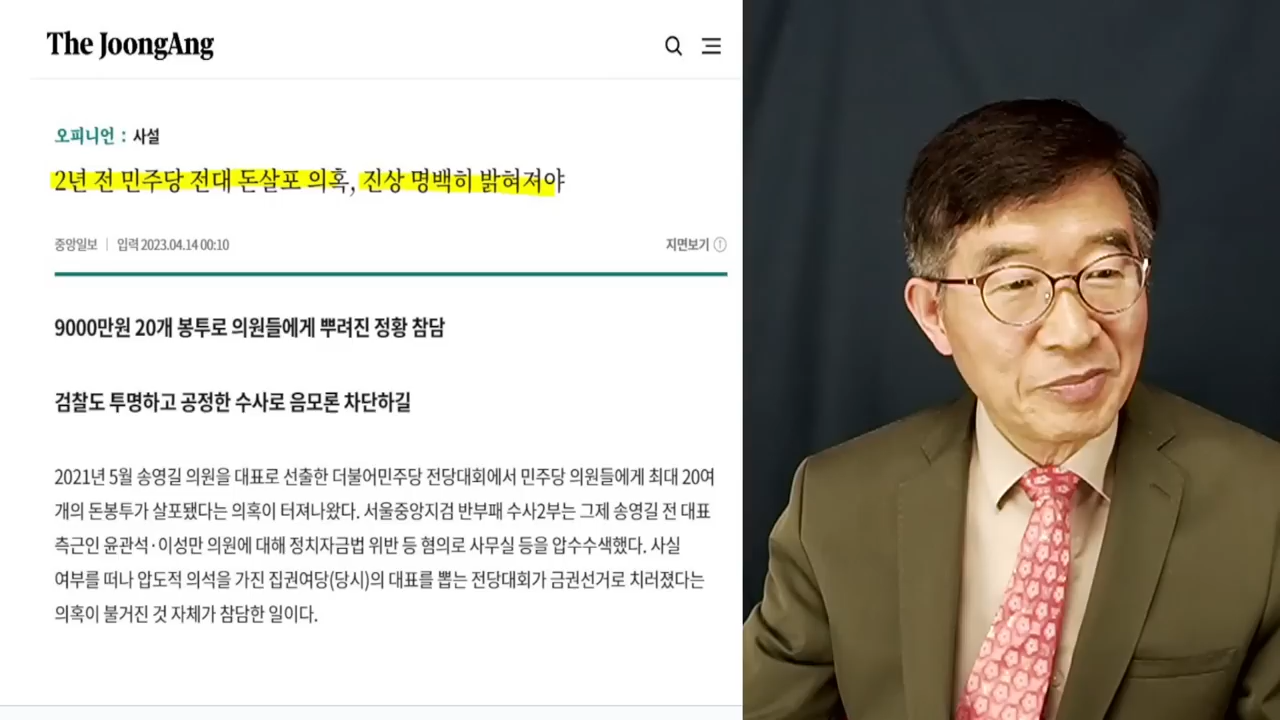 The JoongAng
오피니언 : 사설
2년 전 민주당 전대 돈살포 의혹, 진상 명백히 밝혀져야
중앙일보 | 입력 2023.04.14 00:10
지면보기
9000만원 20개 봉투로 의원들에게 뿌려진 정황 참담
검찰도 투명하고 공정한 수사로 음모론 차단하길
2021년 5월 송영길 의원을 대표로 선출한 더불어민주당 전당대회에서 민주당 의원들에게 최대 20여
개의 돈봉투가 살포됐다는 의혹이 터져나왔다. 서울중앙지검 반부패 수사2부는 그제 송영길 전 대표
측근인 윤관석·이성만 의원에 대해 정치자금법 위반 등 혐의로 사무실 등을 압수수색했다. 사실
여부를 떠나 압도적 의석을 가진 집권여당(당시)의 대표를 뽑는 전당대회가 금권선거로 치러졌다는
의혹이 불거진 것 자체가 참담한 일이다.